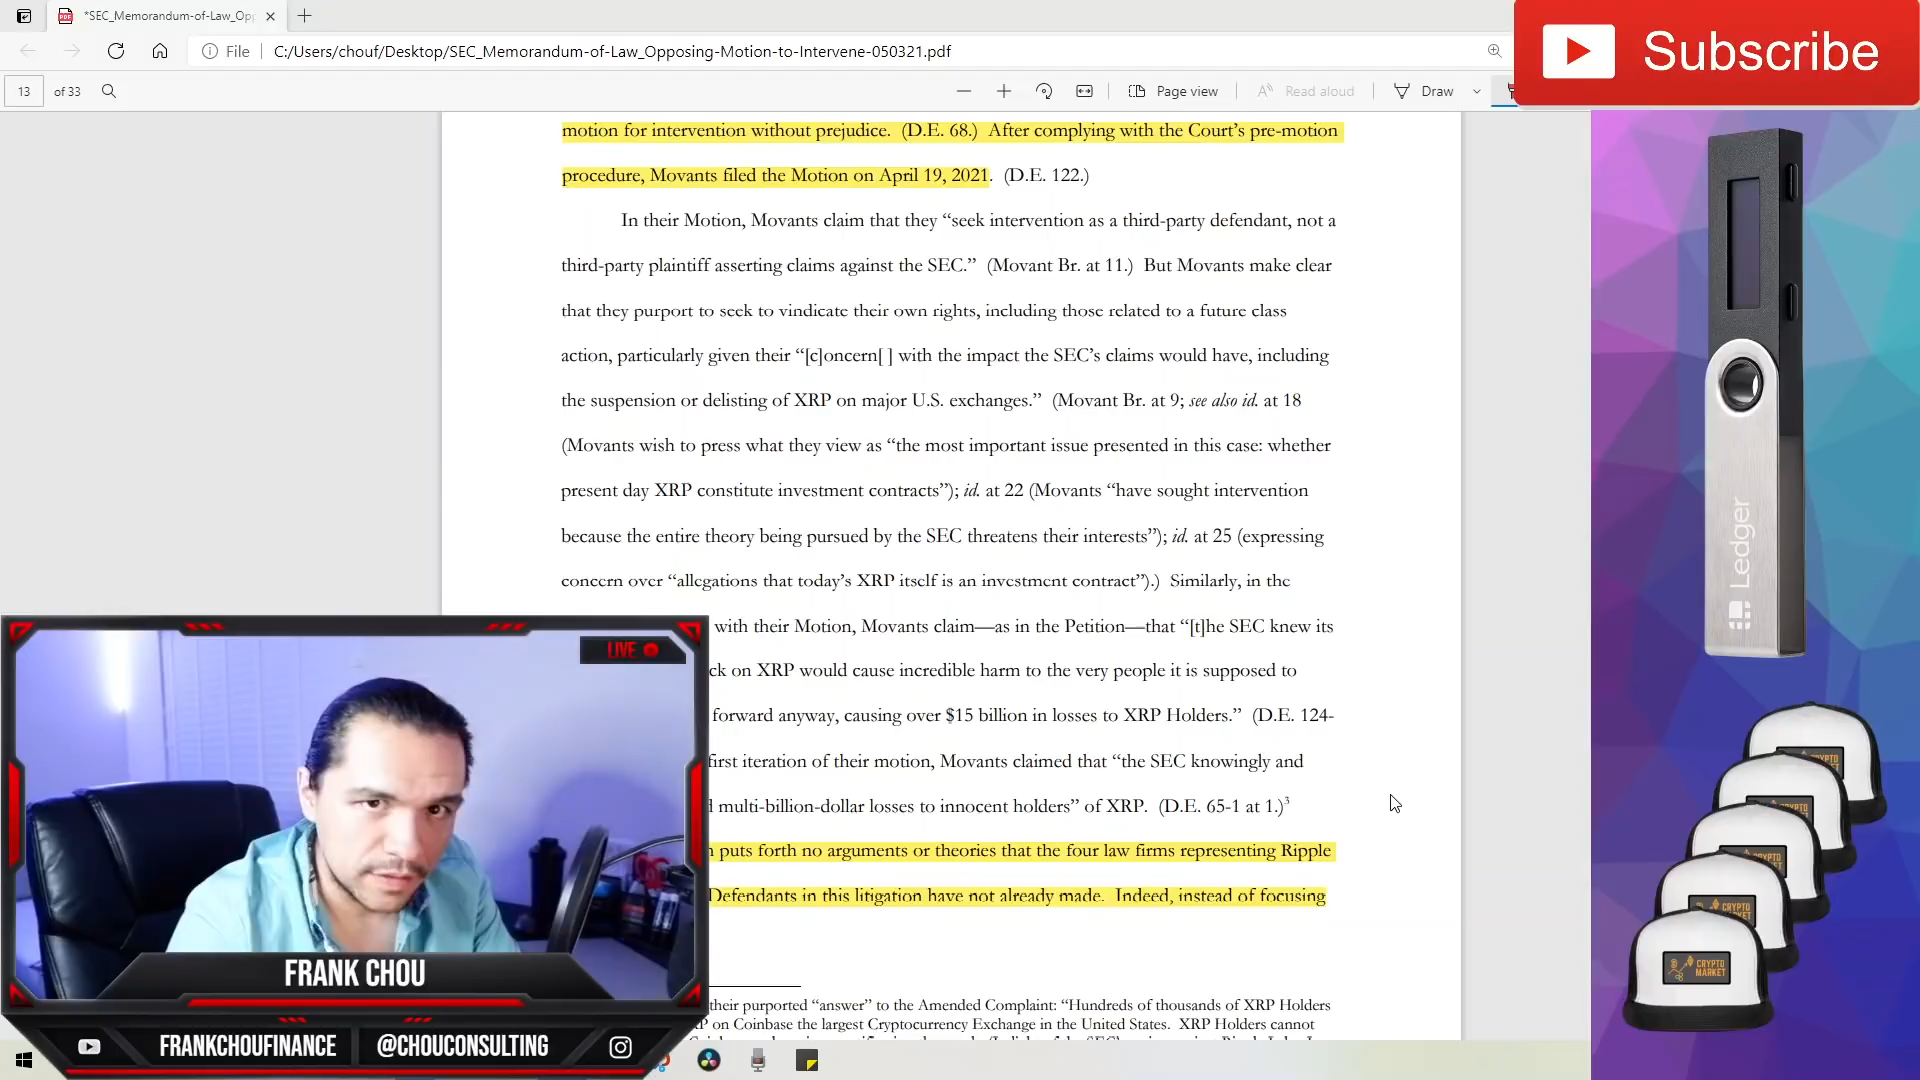 *SEC_Memorandum-of-Law_Opp
File
C:/Users/chouf/Desktop/SEC_Memorandum-of-Law_Opposing-Motion-to-Intervene-050321.pdf
Subscribe
13 of 33
Page view
Read aloud
Draw
motion for intervention without prejudice. (D.E. 68.) After complying with the Court’s pre-motion
procedure, Movants filed the Motion on April 19, 2021. (D.E. 122.)
In their Motion, Movants claim that they “seek intervention as a third-party defendant, not a
third-party plaintiff asserting claims against the SEC.” (Movant Br. at 11.) But Movants make clear
that they purport to seek to vindicate their own rights, including those related to a future class
action, particularly given their “[c]oncern[ ] with the impact the SEC’s claims would have, including
the suspension or delisting of XRP on major U.S. exchanges.” (Movant Br. at 9; see also id. at 18
(Movants wish to press what they view as “the most important issue presented in this case: whether
present day XRP constitute investment contracts”); id. at 22 (Movants “have sought intervention
because the entire theory being pursued by the SEC threatens their interests”); id. at 25 (expressing
concern over “allegations that today’s XRP itself is an investment contract”).) Similarly, in the
with their Motion, Movants claim—as in the Petition—that “[t]he SEC knew its
ck on XRP would cause incredible harm to the very people it is supposed to
forward anyway, causing over $15 billion in losses to XRP Holders.” (D.E. 124-
first iteration of their motion, Movants claimed that “the SEC knowingly and
d multi-billion-dollar losses to innocent holders” of XRP. (D.E. 65-1 at 1.)3
n puts forth no arguments or theories that the four law firms representing Ripple
Defendants in this litigation have not already made. Indeed, instead of focusing
their purported “answer” to the Amended Complaint: “Hundreds of thousands of XRP Holders
RP on Coinbase the largest Cryptocurrency Exchange in the United States. XRP Holders cannot
LIVE
FRANK CHOU
FRANKCHOUFINANCE
@CHOUCONSULTING
Ledger
CRYPTO
CRYPTO
CRYPTO
MARKET